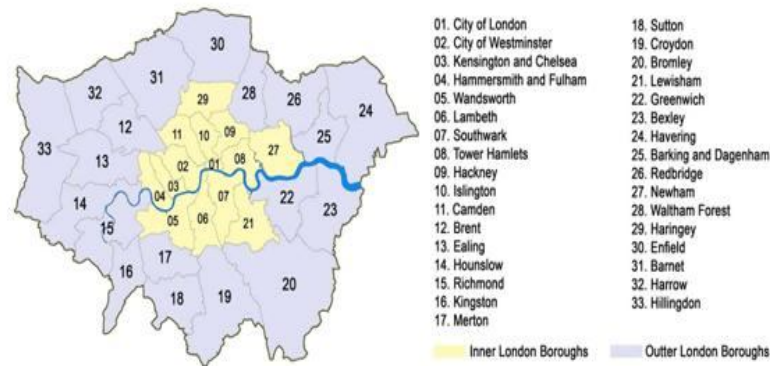 30
31
32
29
28
26
24
12
11
10
09
25
27
33
13
02
01
08
03
04
07
14
22
23
15
05
06
21
17
16
20
18
19
01. City of London
02. City of Westminster
03. Kensington and Chelsea
04. Hammersmith and Fulham
05. Wandsworth
06. Lambeth
07. Southwark
08. Tower Hamlets
09. Hackney
10. Islington
11. Camden
12. Brent
13. Ealing
14. Hounslow
15. Richmond
16. Kingston
17. Merton
18. Sutton
19. Croydon
20. Bromley
21. Lewisham
22. Greenwich
23. Bexley
24. Havering
25. Barking and Dagenham
26. Redbridge
27. Newham
28. Waltham Forest
29. Haringey
30. Enfield
31. Barnet
32. Harrow
33. Hillingdon
Inner London Boroughs
Outter London Boroughs